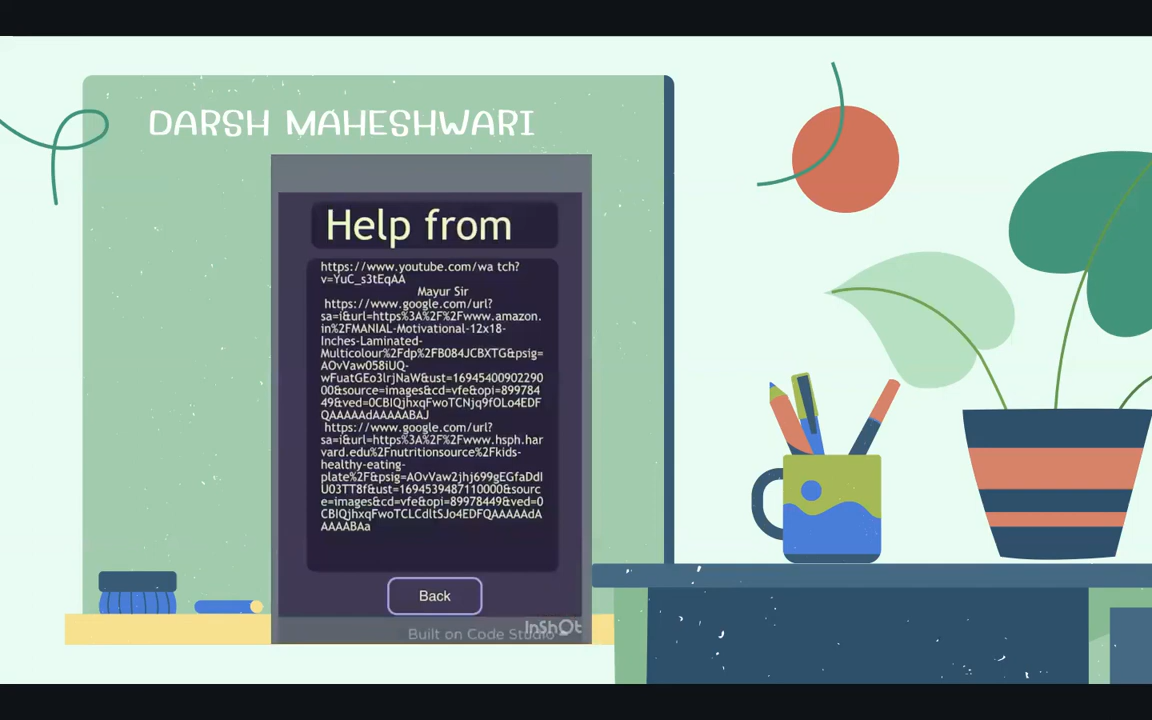 DARSH MAHESHWARI
Help from
https://www.youtube.com/wa tch?
v=YuC_s3tEqAA
Mayur Sir
https://www.google.com/url?
sa=i&url=https%3A%2F%2Fwww.amazon.
in%2FMANIAL-Motivational-12x18-
Inches-Laminated-
Multicolour%2Fdp%2FB084JCBXTG&psig=
AOvVaw058iUQ-
wFuatGEo3lrjNaW&ust=16945400902290
00&source=images&cd=vfe&opi=899784
49&ved=0CBIQjhxqFwoTCNjq9fOLo4EDF
QAAAAAdAAAAABAJ
https://www.google.com/url?
sa=i&url=https%3A%2F%2Fwww.hsph.har
vard.edu%2Fnutritionsource%2Fkids-
healthy-eating-
plate%2F&psig=AOvVaw2jhj699gEGfaDdI
U03TT8f&ust=1694539487110000&sourc
e=images&cd=vfe&opi=89978449&ved=0
CBIQjhxqFwoTCLCdltSJo4EDFQAAAAAdA
AAAABAa
Back
Built on Code Studio
InShOt